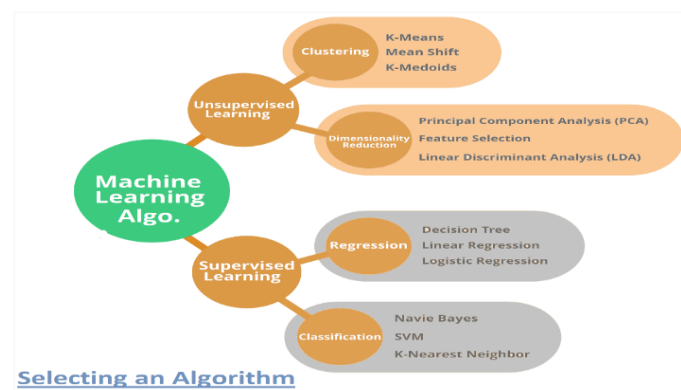 Clustering
K-Means
Mean Shift
K-Medoids
Unsupervised
Learning
Dimensionality
Reduction
Principal Component Analysis (PCA)
Feature Selection
Linear Discriminant Analysis (LDA)
Machine
Learning
Algo.
Regression
Decision Tree
Linear Regression
Logistic Regression
Supervised
Learning
Classification
Navie Bayes
SVM
K-Nearest Neighbor
Selecting an Algorithm